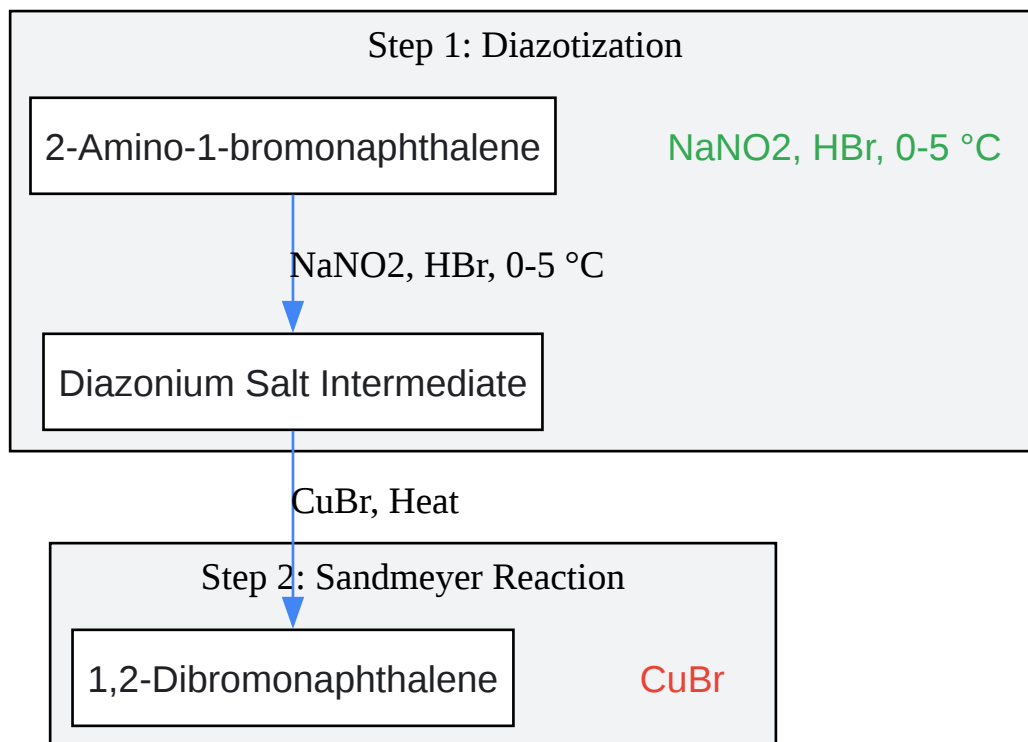 Step 1: Diazotization
2-Amino-1-bromonaphthalene
NaNO2, HBr, 0-5 °C
NaNO2, HBr, 0-5 °C
Diazonium Salt Intermediate
CuBr, Heat
Step 2: Sandmeyer Reaction
1,2-Dibromonaphthalene
CuBr